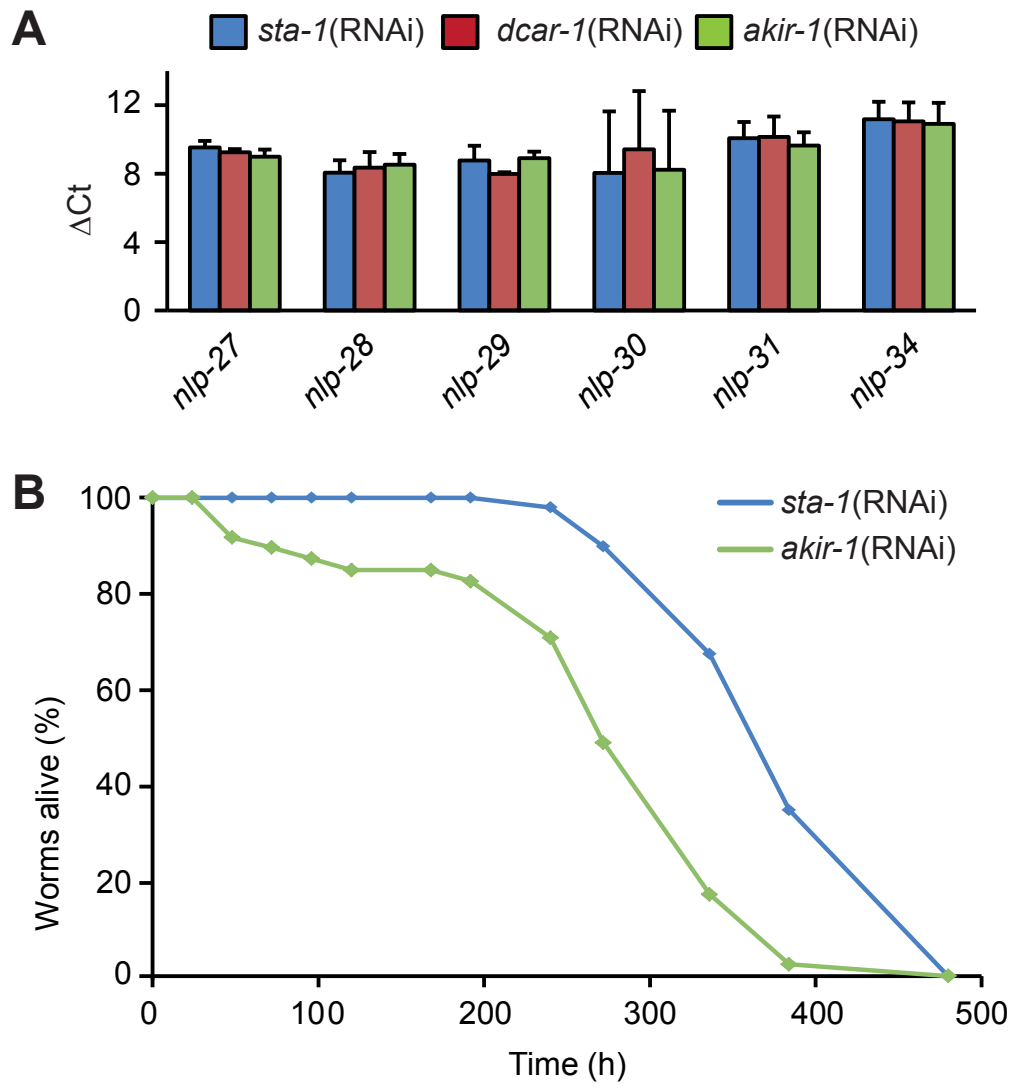 A
sta-1(RNAi) dcar-1(RNAi) akir-1(RNAi)
12
8
4
0
ΔCt
nlp-27 nlp-28 nlp-29 nlp-30 nlp-31 nlp-34
B
sta-1(RNAi)
akir-1(RNAi)
100
80
60
40
20
0
Worms alive (%)
0 100 200 300 400 500
Time (h)